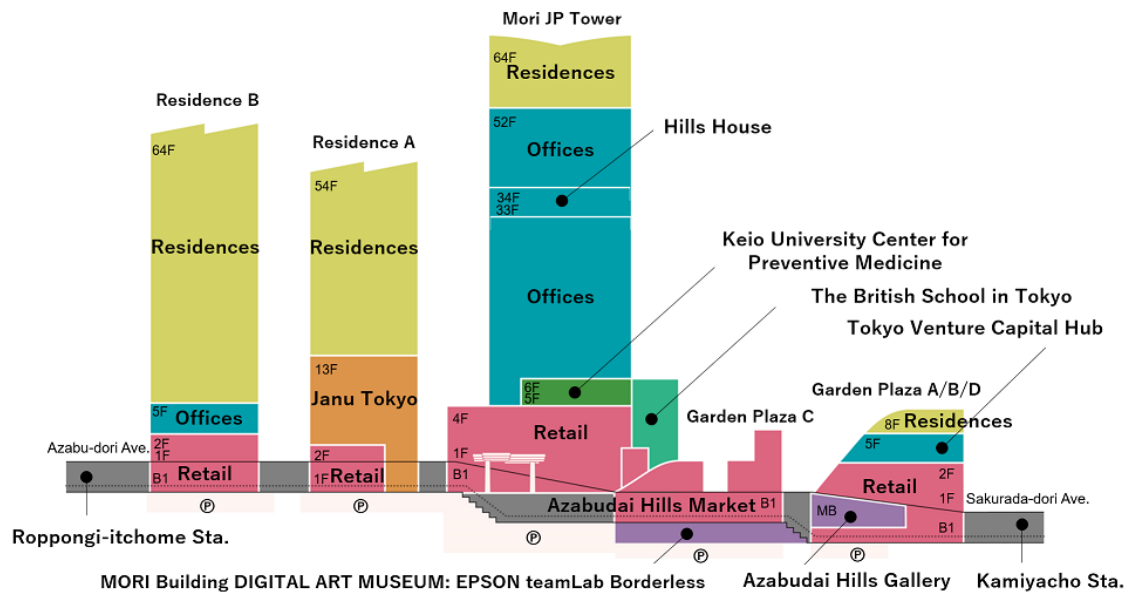 Mori JP Tower
64F
Residences
52F
Offices
34F
33F
Hills House
Offices
Residence B
64F
Residences
5F
Offices
2F
1F
Retail
B1
Residence A
54F
Residences
13F
Janu Tokyo
2F
1F
Retail
Keio University Center for
Preventive Medicine
The British School in Tokyo
Tokyo Venture Capital Hub
6F
5F
4F
Retail
1F
B1
Garden Plaza C
Garden Plaza A/B/D
8F
Residences
5F
2F
Retail
1F
B1
MB
Azabu-dori Ave.
Sakurada-dori Ave.
Azabudai Hills Market
B1
P
P
P
P
P
Roppongi-itchome Sta.
MORI Building DIGITAL ART MUSEUM: EPSON teamLab Borderless
Azabudai Hills Gallery
Kamiyacho Sta.